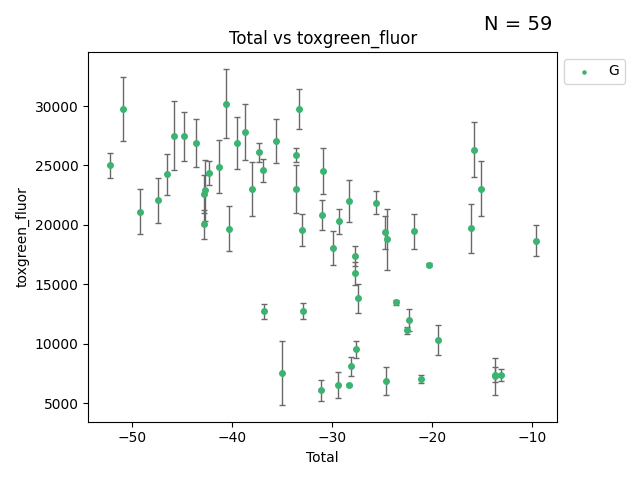 N = 59
Total vs toxgreen_fluor
G
toxgreen_fluor
30000
25000
20000
15000
10000
5000
−50 −40 −30 −20 −10
Total